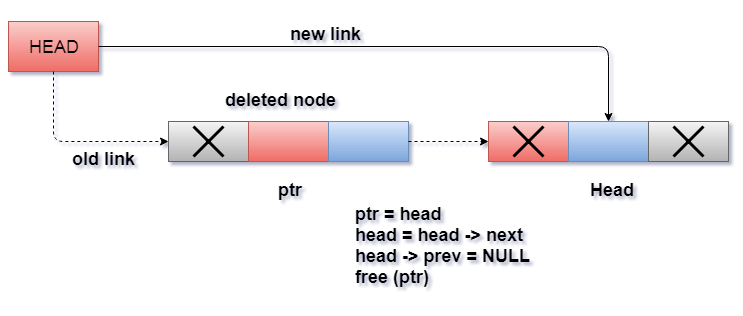 new link
HEAD
deleted node
old link
ptr
Head
ptr = head
head = head -> next
head -> prev = NULL
free (ptr)